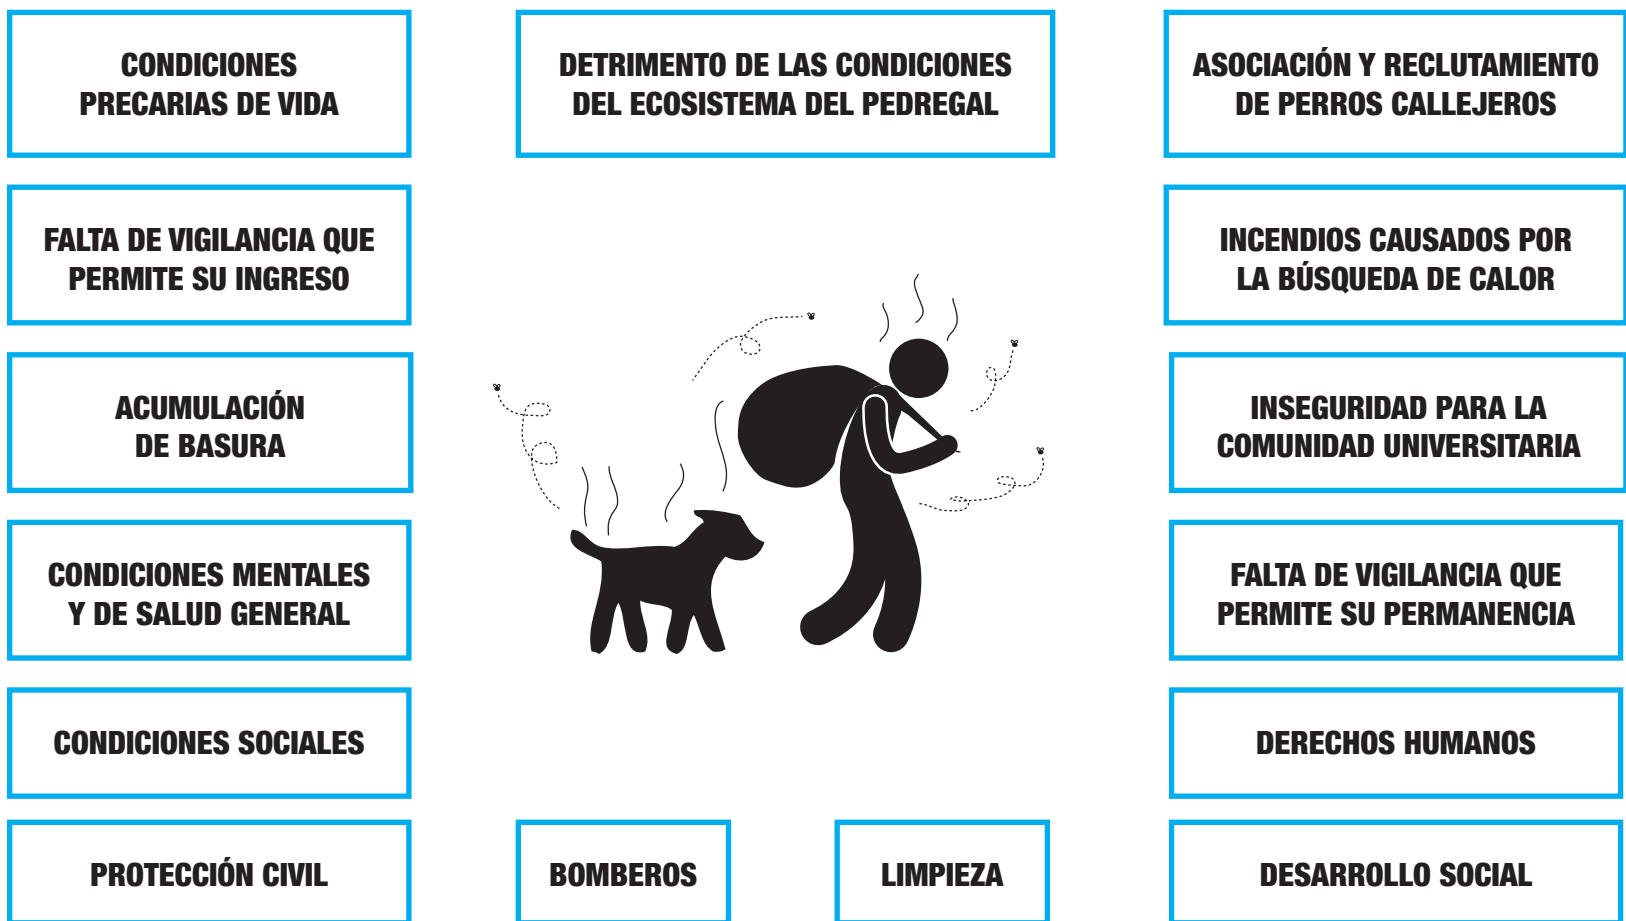 CONDICIONES
PRECARIAS DE VIDA
DETRIMENTO DE LAS CONDICIONES
DEL ECOSISTEMA DEL PEDREGAL
ASOCIACIÓN Y RECLUTAMIENTO
DE PERROS CALLEJEROS
FALTA DE VIGILANCIA QUE
PERMITE SU INGRESO
INCENDIOS CAUSADOS POR
LA BÚSQUEDA DE CALOR
ACUMULACIÓN
DE BASURA
INSEGURIDAD PARA LA
COMUNIDAD UNIVERSITARIA
CONDICIONES MENTALES
Y DE SALUD GENERAL
FALTA DE VIGILANCIA QUE
PERMITE SU PERMANENCIA
CONDICIONES SOCIALES
DERECHOS HUMANOS
PROTECCIÓN CIVIL
BOMBEROS
LIMPIEZA
DESARROLLO SOCIAL